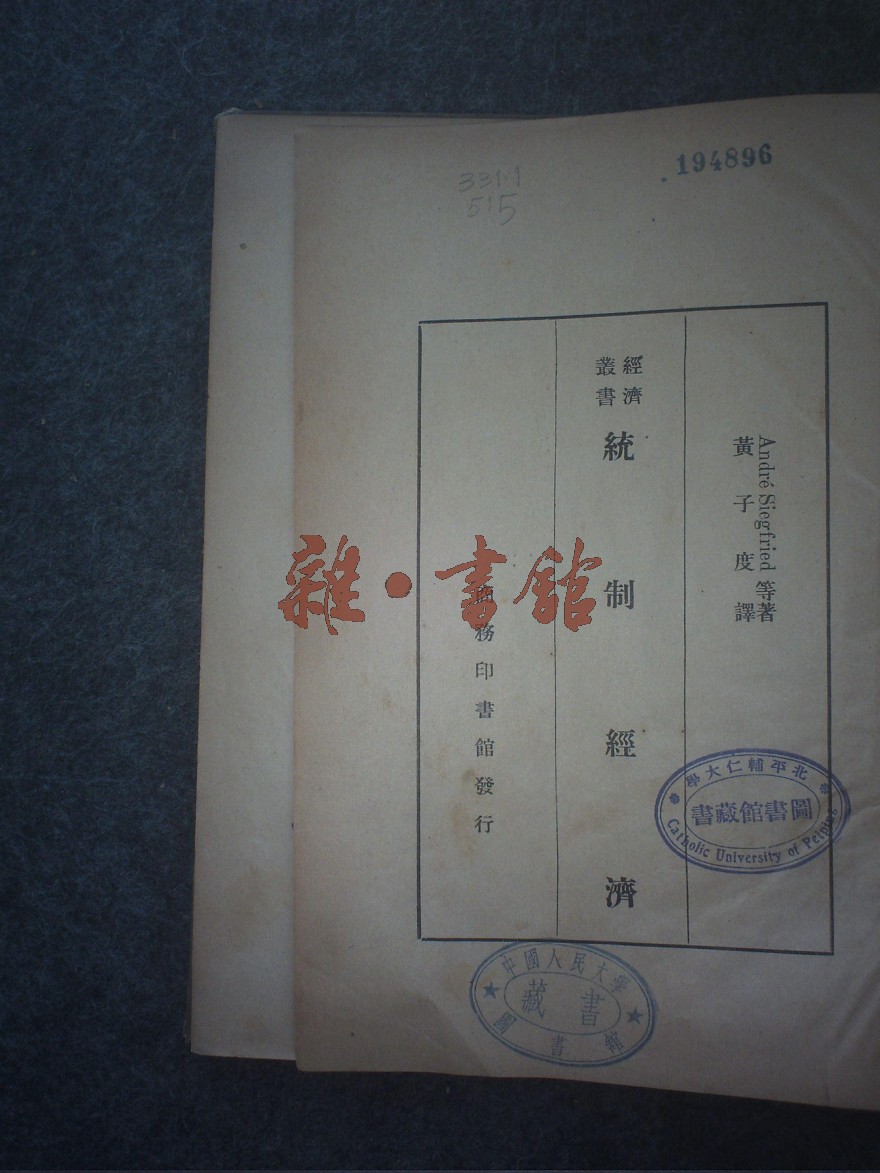 194896
331·1
515
André Siegfried 等著
黃子度譯
經濟
叢書
統制經濟
商務印書館發行
雜·書館
北平輔仁大學
圖書館藏書
Catholic University of Peiping
中國人民大學
藏書
圖書館